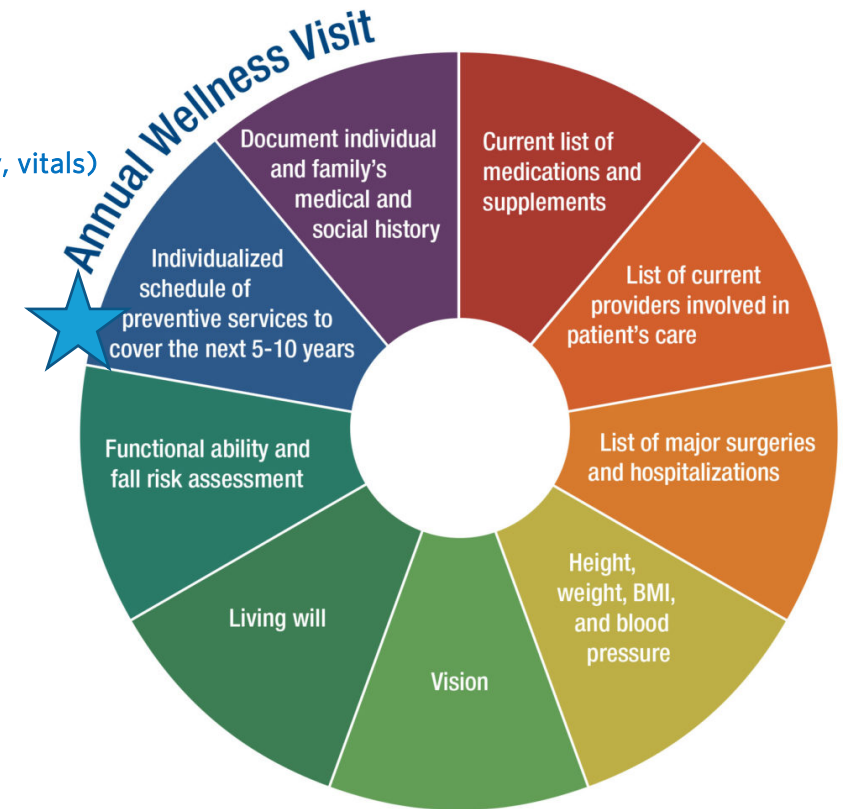 Annual Wellness Visit
, vitals)
Document individual
and family's
medical and
social history
Current list of
medications and
supplements
List of current
providers involved in
patient's care
List of major surgeries
and hospitalizations
Height,
weight, BMI,
and blood
pressure
Vision
Living will
Functional ability and
fall risk assessment
Individualized
schedule of
preventive services to
cover the next 5-10 years